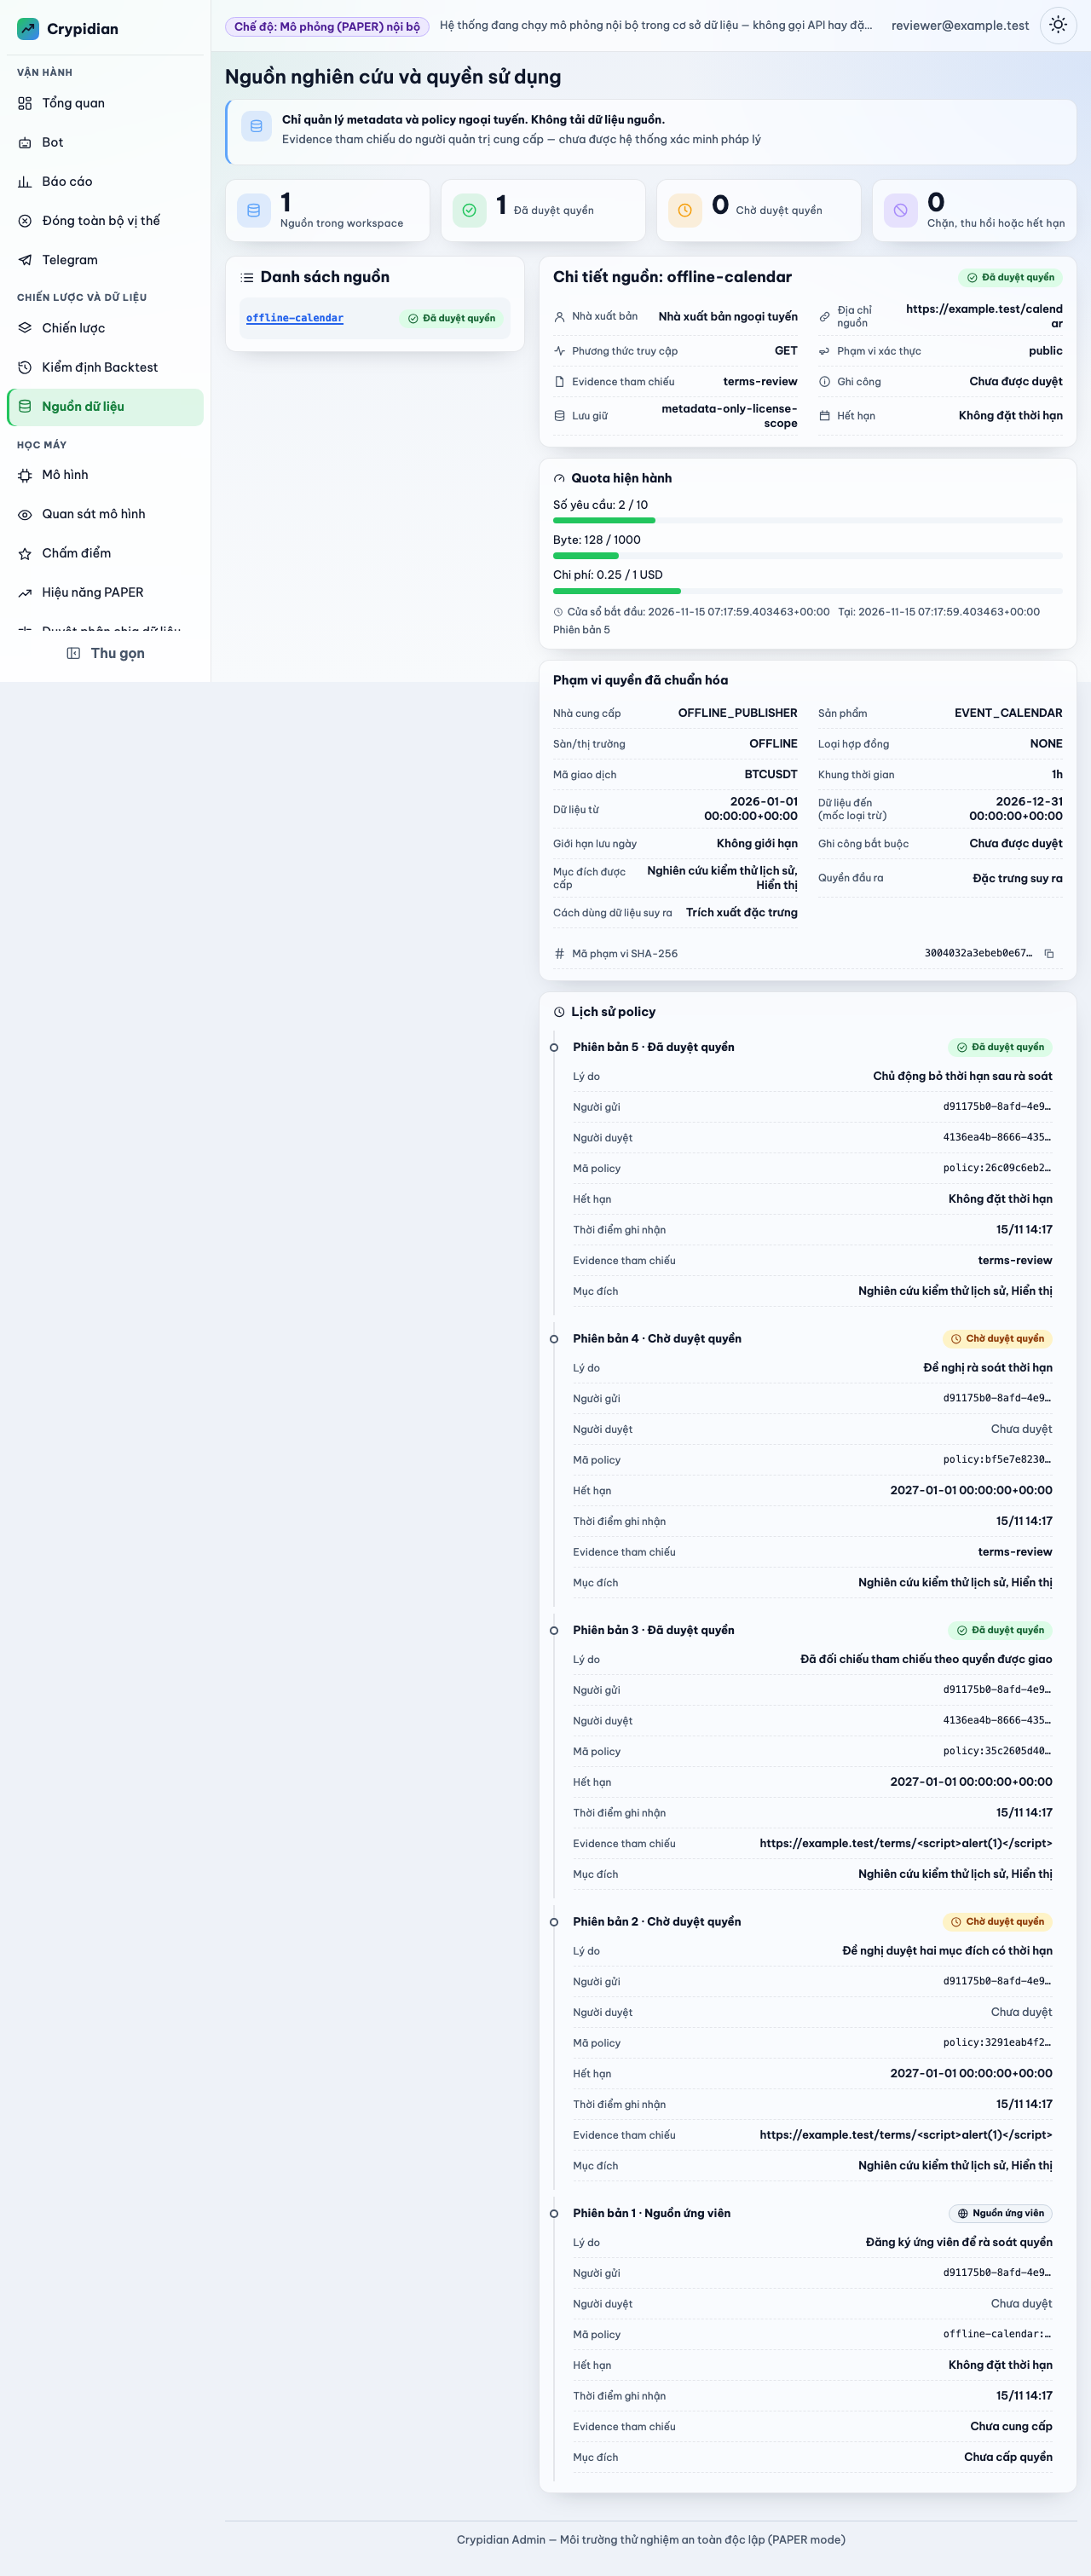 Crypidian
VẬN HÀNH
Tổng quan
Bot
Báo cáo
Đóng toàn bộ vị thế
Telegram
CHIẾN LƯỢC VÀ DỮ LIỆU
Chiến lược
Kiểm định Backtest
Nguồn dữ liệu
HỌC MÁY
Mô hình
Quan sát mô hình
Chấm điểm
Hiệu năng PAPER
Thu gọn
Chế độ: Mô phỏng (PAPER) nội bộ
Hệ thống đang chạy mô phỏng nội bộ trong cơ sở dữ liệu — không gọi API hay đặ...
reviewer@example.test
Nguồn nghiên cứu và quyền sử dụng
Chỉ quản lý metadata và policy ngoại tuyến. Không tải dữ liệu nguồn.
Evidence tham chiếu do người quản trị cung cấp — chưa được hệ thống xác minh pháp lý
1
Nguồn trong workspace
1 Đã duyệt quyền
0 Chờ duyệt quyền
0
Chặn, thu hồi hoặc hết hạn
Danh sách nguồn
offline-calendar
Đã duyệt quyền
Chi tiết nguồn: offline-calendar
Đã duyệt quyền
Nhà xuất bản
Nhà xuất bản ngoại tuyến
Địa chỉ nguồn
https://example.test/calendar
Phương thức truy cập
GET
Phạm vi xác thực
public
Evidence tham chiếu
terms-review
Ghi công
Chưa được duyệt
Lưu giữ
metadata-only-license-scope
Hết hạn
Không đặt thời hạn
Quota hiện hành
Số yêu cầu: 2 / 10
Byte: 128 / 1000
Chi phí: 0.25 / 1 USD
Cửa sổ bắt đầu: 2026-11-15 07:17:59.403463+00:00 Tại: 2026-11-15 07:17:59.403463+00:00
Phiên bản 5
Phạm vi quyền đã chuẩn hóa
Nhà cung cấp
OFFLINE_PUBLISHER
Sản phẩm
EVENT_CALENDAR
Sàn/thị trường
OFFLINE
Loại hợp đồng
NONE
Mã giao dịch
BTCUSDT
Khung thời gian
1h
Dữ liệu từ
2026-01-01 00:00:00+00:00
Dữ liệu đến (mốc loại trừ)
2026-12-31 00:00:00+00:00
Giới hạn lưu ngày
Không giới hạn
Ghi công bắt buộc
Chưa được duyệt
Mục đích được cấp
Nghiên cứu kiểm thử lịch sử, Hiển thị
Quyền đầu ra
Đặc trưng suy ra
Cách dùng dữ liệu suy ra
Trích xuất đặc trưng
Mã phạm vi SHA-256
3004032a3ebeb0e67…
Lịch sử policy
Phiên bản 5 · Đã duyệt quyền
Đã duyệt quyền
Lý do
Chủ động bỏ thời hạn sau rà soát
Người gửi
d91175b0-8afd-4e9…
Người duyệt
4136ea4b-8666-435…
Mã policy
policy:26c09c6eb2…
Hết hạn
Không đặt thời hạn
Thời điểm ghi nhận
15/11 14:17
Evidence tham chiếu
terms-review
Mục đích
Nghiên cứu kiểm thử lịch sử, Hiển thị
Phiên bản 4 · Chờ duyệt quyền
Chờ duyệt quyền
Lý do
Đề nghị rà soát thời hạn
Người gửi
d91175b0-8afd-4e9…
Người duyệt
Chưa duyệt
Mã policy
policy:bf5e7e8230…
Hết hạn
2027-01-01 00:00:00+00:00
Thời điểm ghi nhận
15/11 14:17
Evidence tham chiếu
terms-review
Mục đích
Nghiên cứu kiểm thử lịch sử, Hiển thị
Phiên bản 3 · Đã duyệt quyền
Đã duyệt quyền
Lý do
Đã đối chiếu tham chiếu theo quyền được giao
Người gửi
d91175b0-8afd-4e9…
Người duyệt
4136ea4b-8666-435…
Mã policy
policy:35c2605d40…
Hết hạn
2027-01-01 00:00:00+00:00
Thời điểm ghi nhận
15/11 14:17
Evidence tham chiếu
https://example.test/terms/<script>alert(1)</script>
Mục đích
Nghiên cứu kiểm thử lịch sử, Hiển thị
Phiên bản 2 · Chờ duyệt quyền
Chờ duyệt quyền
Lý do
Đề nghị duyệt hai mục đích có thời hạn
Người gửi
d91175b0-8afd-4e9…
Người duyệt
Chưa duyệt
Mã policy
policy:3291eab4f2…
Hết hạn
2027-01-01 00:00:00+00:00
Thời điểm ghi nhận
15/11 14:17
Evidence tham chiếu
https://example.test/terms/<script>alert(1)</script>
Mục đích
Nghiên cứu kiểm thử lịch sử, Hiển thị
Phiên bản 1 · Nguồn ứng viên
Nguồn ứng viên
Lý do
Đăng ký ứng viên để rà soát quyền
Người gửi
d91175b0-8afd-4e9…
Người duyệt
Chưa duyệt
Mã policy
offline-calendar:…
Hết hạn
Không đặt thời hạn
Thời điểm ghi nhận
15/11 14:17
Evidence tham chiếu
Chưa cung cấp
Mục đích
Chưa cấp quyền
Crypidian Admin — Môi trường thử nghiệm an toàn độc lập (PAPER mode)